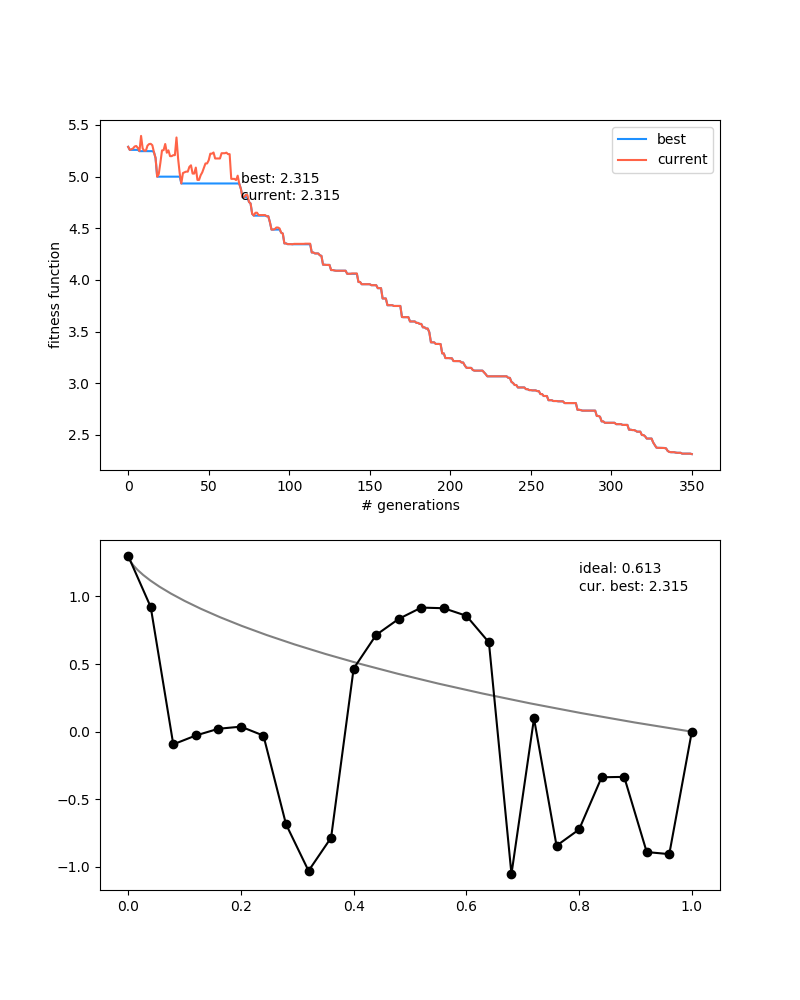 5.5
5.0
4.5
4.0
3.5
3.0
2.5
fitness function
best
current
best: 2.315
current: 2.315
0 50 100 150 200 250 300 350
# generations
ideal: 0.613
cur. best: 2.315
1.0
0.5
0.0
−0.5
−1.0
0.0 0.2 0.4 0.6 0.8 1.0